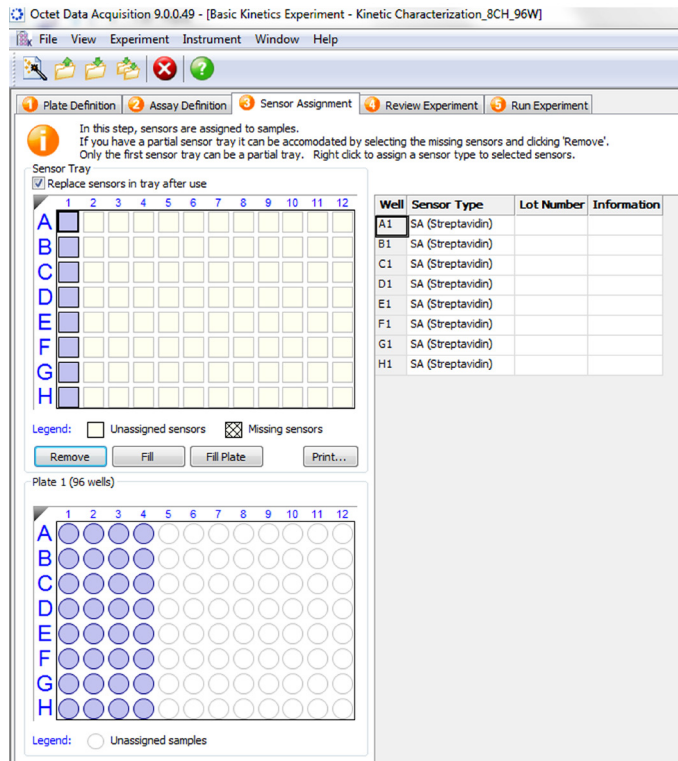 Octet Data Acquisition 9.0.0.49 - [Basic Kinetics Experiment - Kinetic Characterization_8CH_96W]
File View Experiment Instrument Window Help
1 Plate Definition 2 Assay Definition 3 Sensor Assignment 4 Review Experiment 5 Run Experiment
In this step, sensors are assigned to samples.
If you have a partial sensor tray it can be accomodated by selecting the missing sensors and clicking 'Remove'.
Only the first sensor tray can be a partial tray. Right click to assign a sensor type to selected sensors.
Sensor Tray
Replace sensors in tray after use
1 2 3 4 5 6 7 8 9 10 11 12
A
B
C
D
E
F
G
H
Legend: Unassigned sensors Missing sensors
Remove Fill Fill Plate Print...
Plate 1 (96 wells)
1 2 3 4 5 6 7 8 9 10 11 12
A
B
C
D
E
F
G
H
Legend: Unassigned samples
Well Sensor Type Lot Number Information
A1 SA (Streptavidin)
B1 SA (Streptavidin)
C1 SA (Streptavidin)
D1 SA (Streptavidin)
E1 SA (Streptavidin)
F1 SA (Streptavidin)
G1 SA (Streptavidin)
H1 SA (Streptavidin)